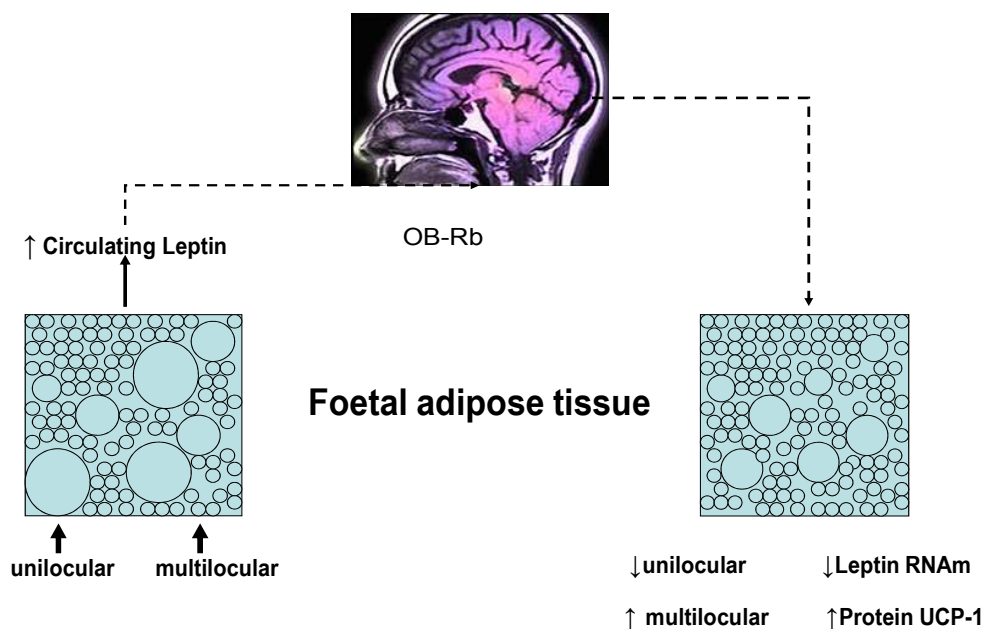 OB-Rb
↑ Circulating Leptin
Foetal adipose tissue
unilocular multilocular
↓unilocular ↓Leptin RNAm
↑ multilocular ↑Protein UCP-1